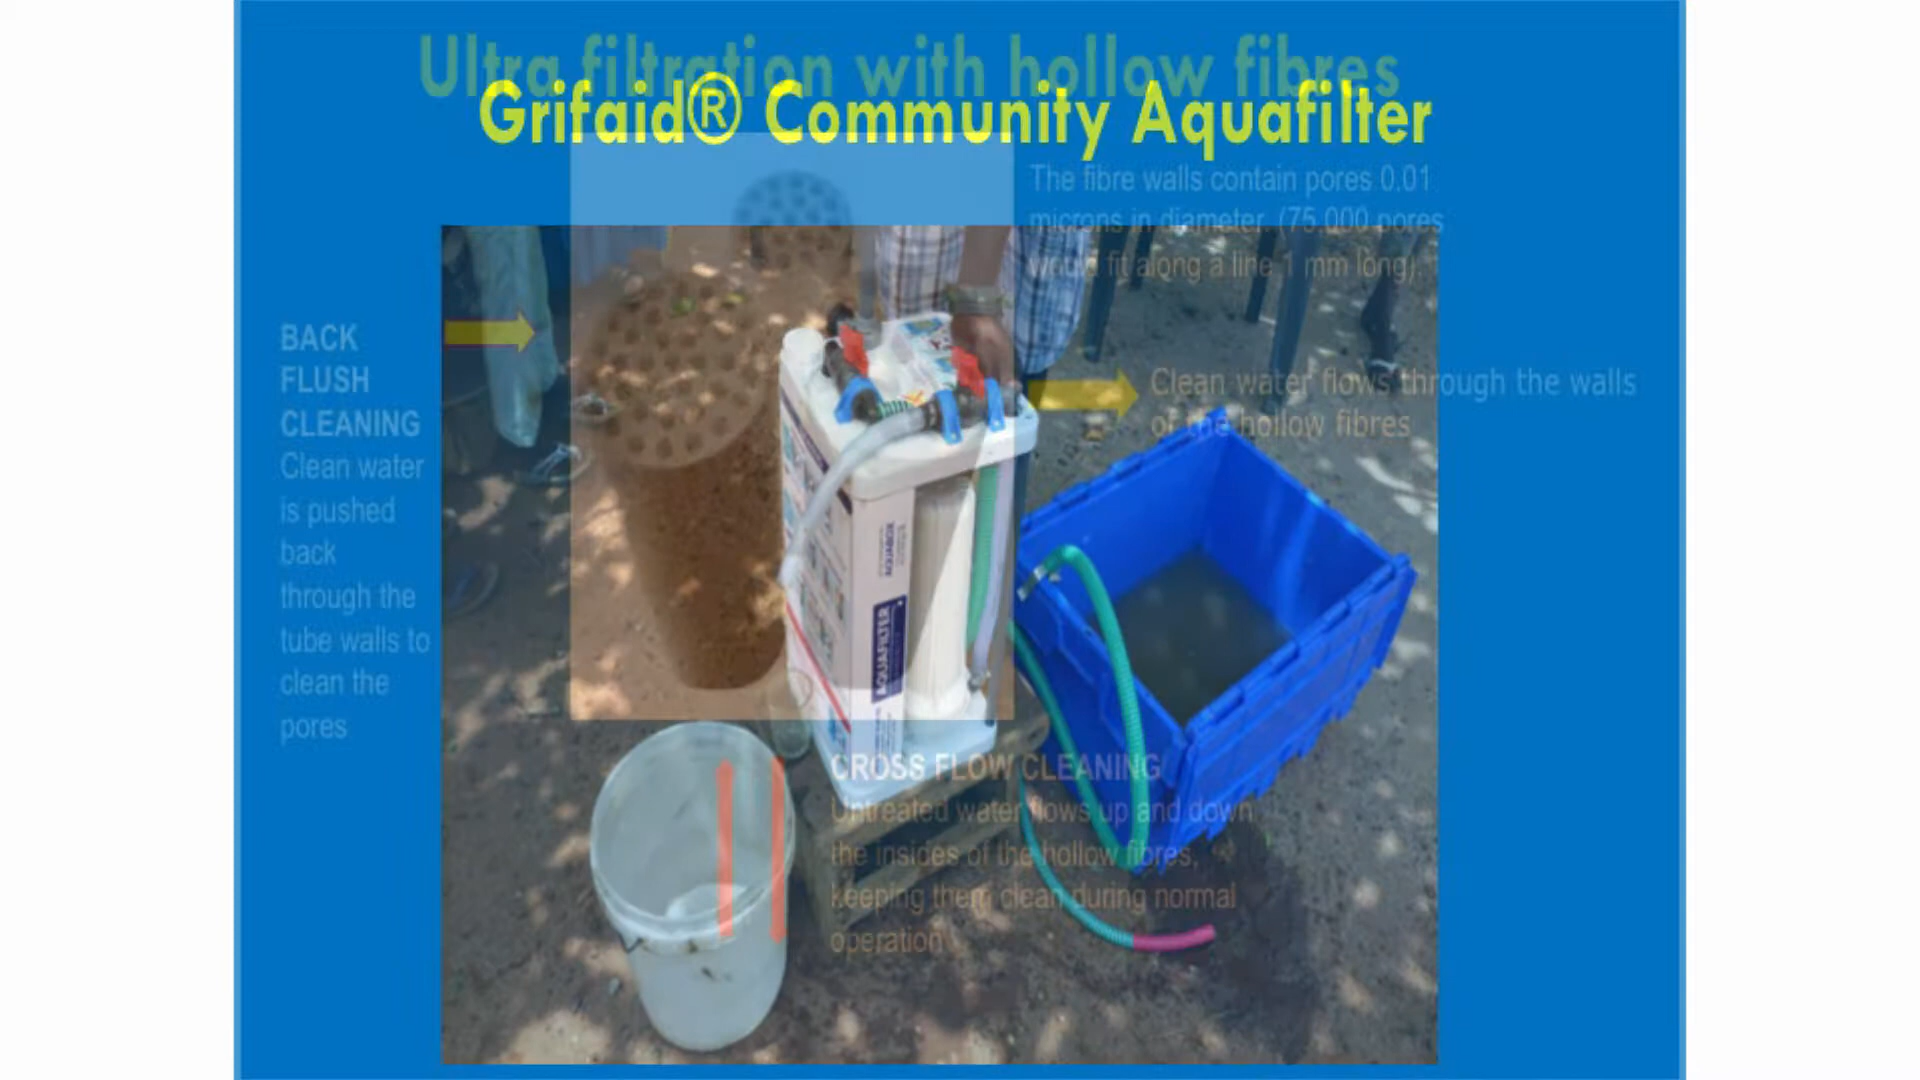 Ultra filtration with hollow fibres
Grifaid® Community Aquafilter
The fibre walls contain pores 0.01
microns in diameter. (75,000 pores
would fit along a line 1 mm long).
BACK
FLUSH
CLEANING
Clean water
is pushed
back
through the
tube walls to
clean the
pores
Clean water flows through the walls
of the hollow fibres
AQUABOX
AQUAFILTER
CROSS FLOW CLEANING
Untreated water flows up and down
the insides of the hollow fibres,
keeping them clean during normal
operation